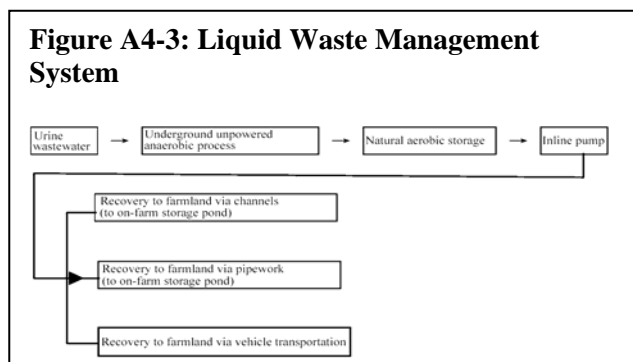 Figure A4-3: Liquid Waste Management
System
Urine
wastewater
Underground unpowered
anaerobic process
Natural aerobic storage
Inline pump
Recovery to farmland via channels
(to on-farm storage pond)
Recovery to farmland via pipework
(to on-farm storage pond)
Recovery to farmland via vehicle transportation